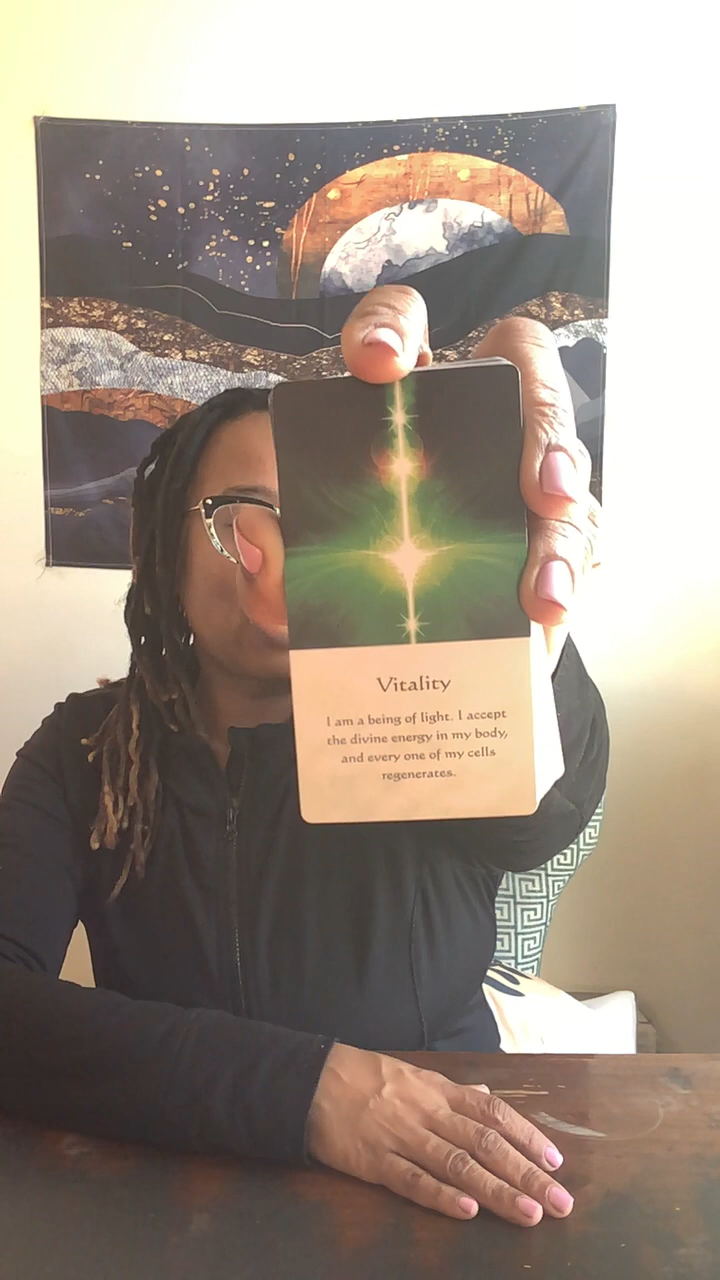 Vitality
I am a being of light. I accept
the divine energy in my body,
and every one of my cells
regenerates.